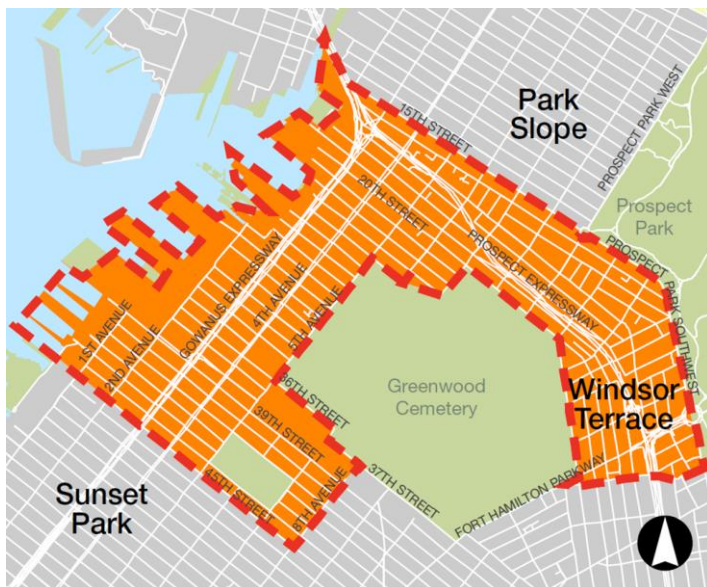 Park
Slope
15TH STREET
PROSPECT PARK WEST
20TH STREET
Prospect
Park
PROSPECT EXPRESSWAY
PROSPECT PARK SOUTHWEST
GOWANUS EXPRESSWAY
4TH AVENUE
5TH AVENUE
1ST AVENUE
2ND AVENUE
36TH STREET
Greenwood
Cemetery
Windsor
Terrace
39TH STREET
37TH STREET
FORT HAMILTON PARKWAY
45TH STREET
8TH AVENUE
Sunset
Park